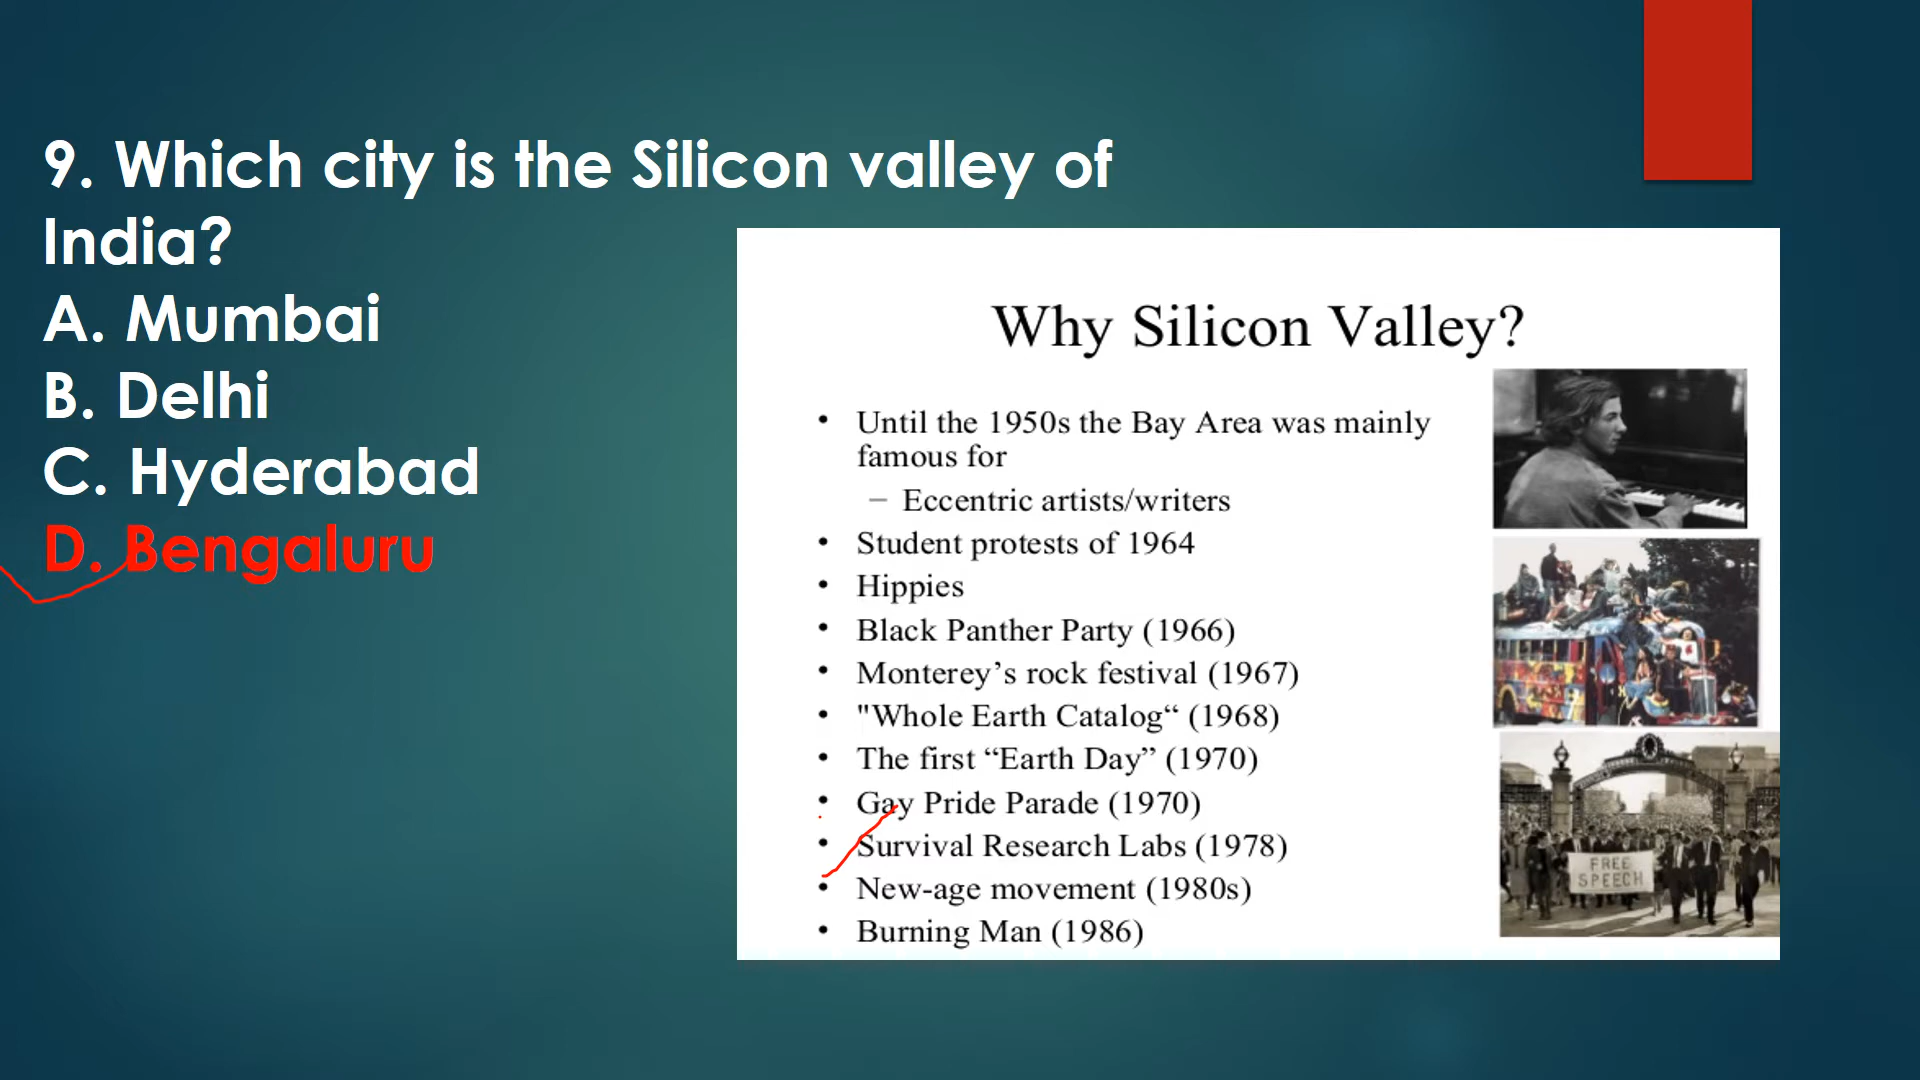 9. Which city is the Silicon valley of
India?
A. Mumbai
B. Delhi
C. Hyderabad
D. Bengaluru
Why Silicon Valley?
• Until the 1950s the Bay Area was mainly
famous for
– Eccentric artists/writers
• Student protests of 1964
• Hippies
• Black Panther Party (1966)
• Monterey’s rock festival (1967)
• "Whole Earth Catalog“ (1968)
• The first “Earth Day” (1970)
• Gay Pride Parade (1970)
• Survival Research Labs (1978)
• New-age movement (1980s)
• Burning Man (1986)
FREE
SPEECH